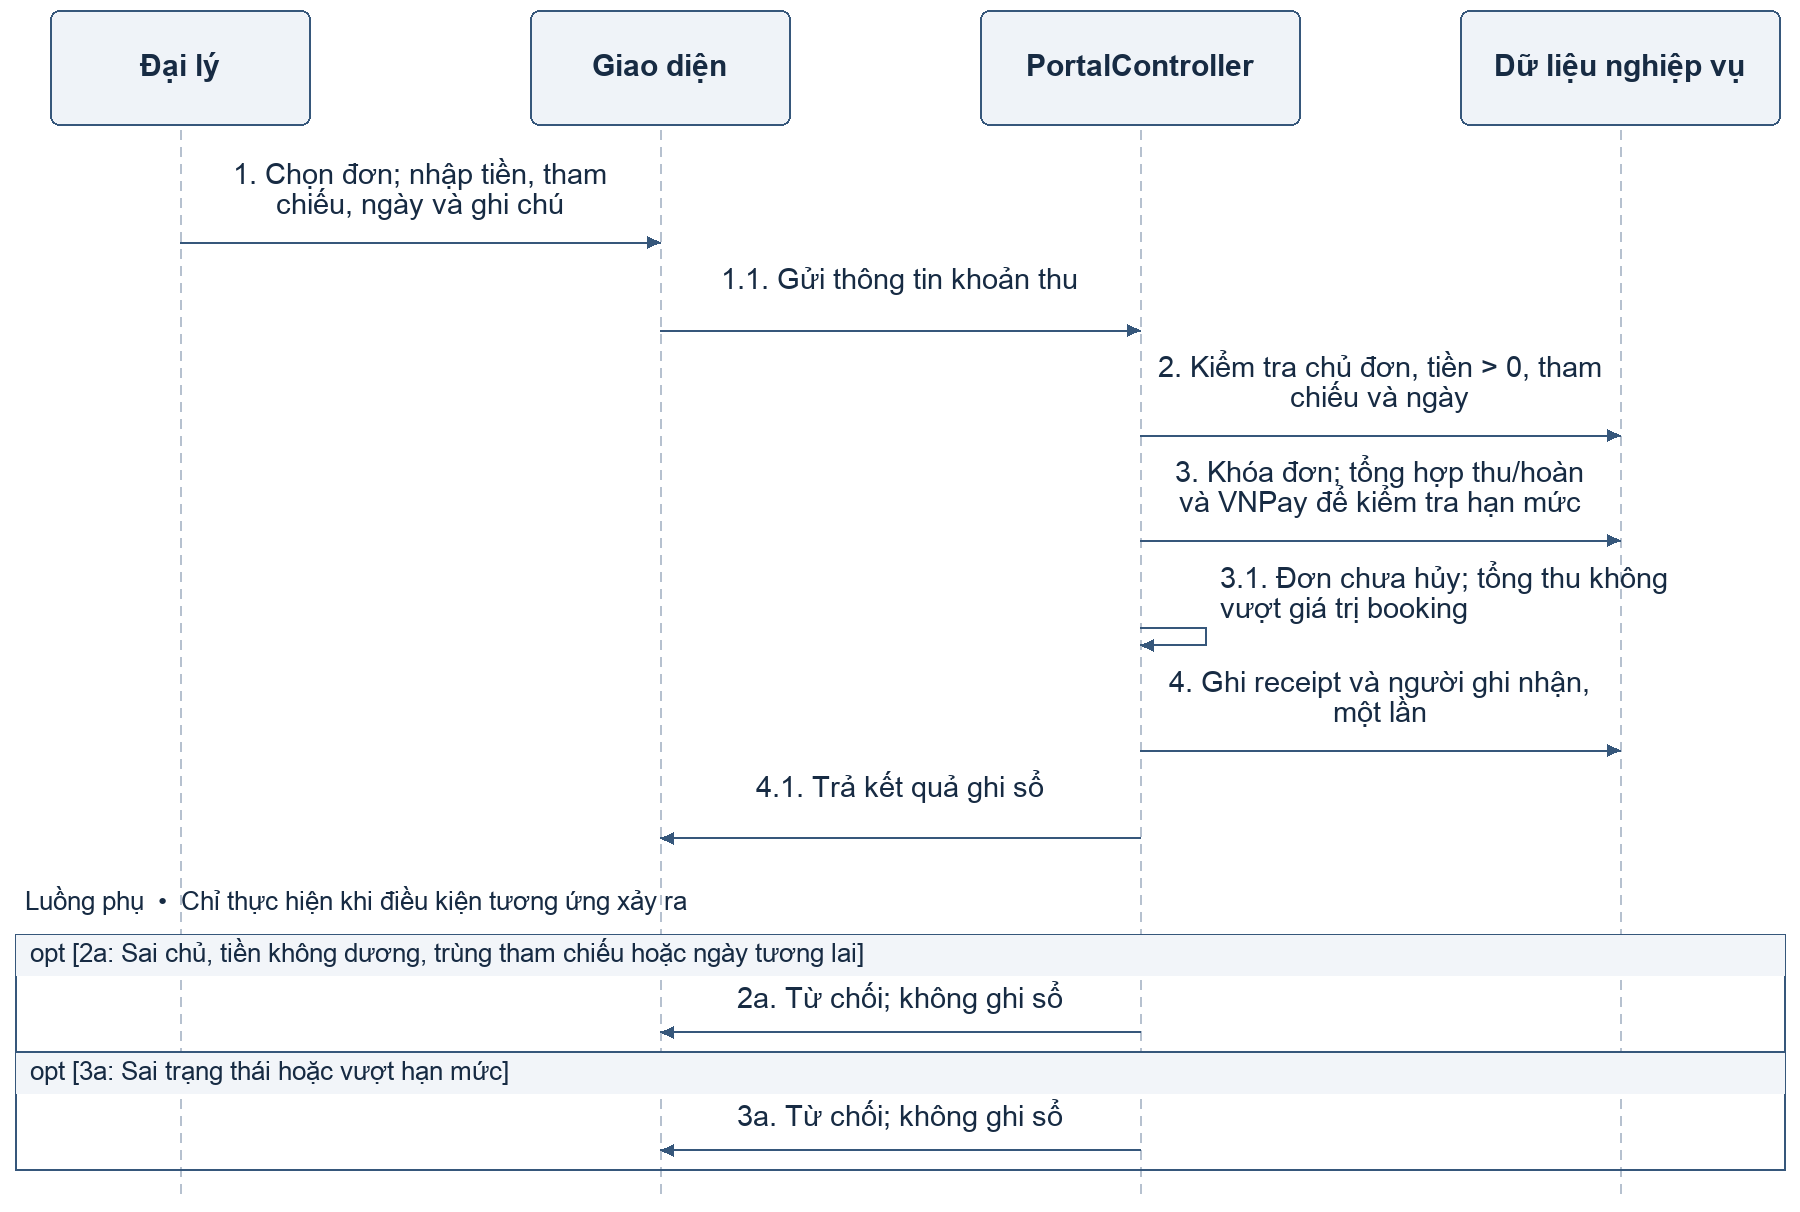 Đại lý
Giao diện
PortalController
Dữ liệu nghiệp vụ
1. Chọn đơn; nhập tiền, tham
chiếu, ngày và ghi chú
1.1. Gửi thông tin khoản thu
2. Kiểm tra chủ đơn, tiền > 0, tham
chiếu và ngày
3. Khóa đơn; tổng hợp thu/hoàn
và VNPay để kiểm tra hạn mức
3.1. Đơn chưa hủy; tổng thu không
vượt giá trị booking
4. Ghi receipt và người ghi nhận,
một lần
4.1. Trả kết quả ghi sổ
Luồng phụ • Chỉ thực hiện khi điều kiện tương ứng xảy ra
opt [2a: Sai chủ, tiền không dương, trùng tham chiếu hoặc ngày tương lai]
2a. Từ chối; không ghi sổ
opt [3a: Sai trạng thái hoặc vượt hạn mức]
3a. Từ chối; không ghi sổ